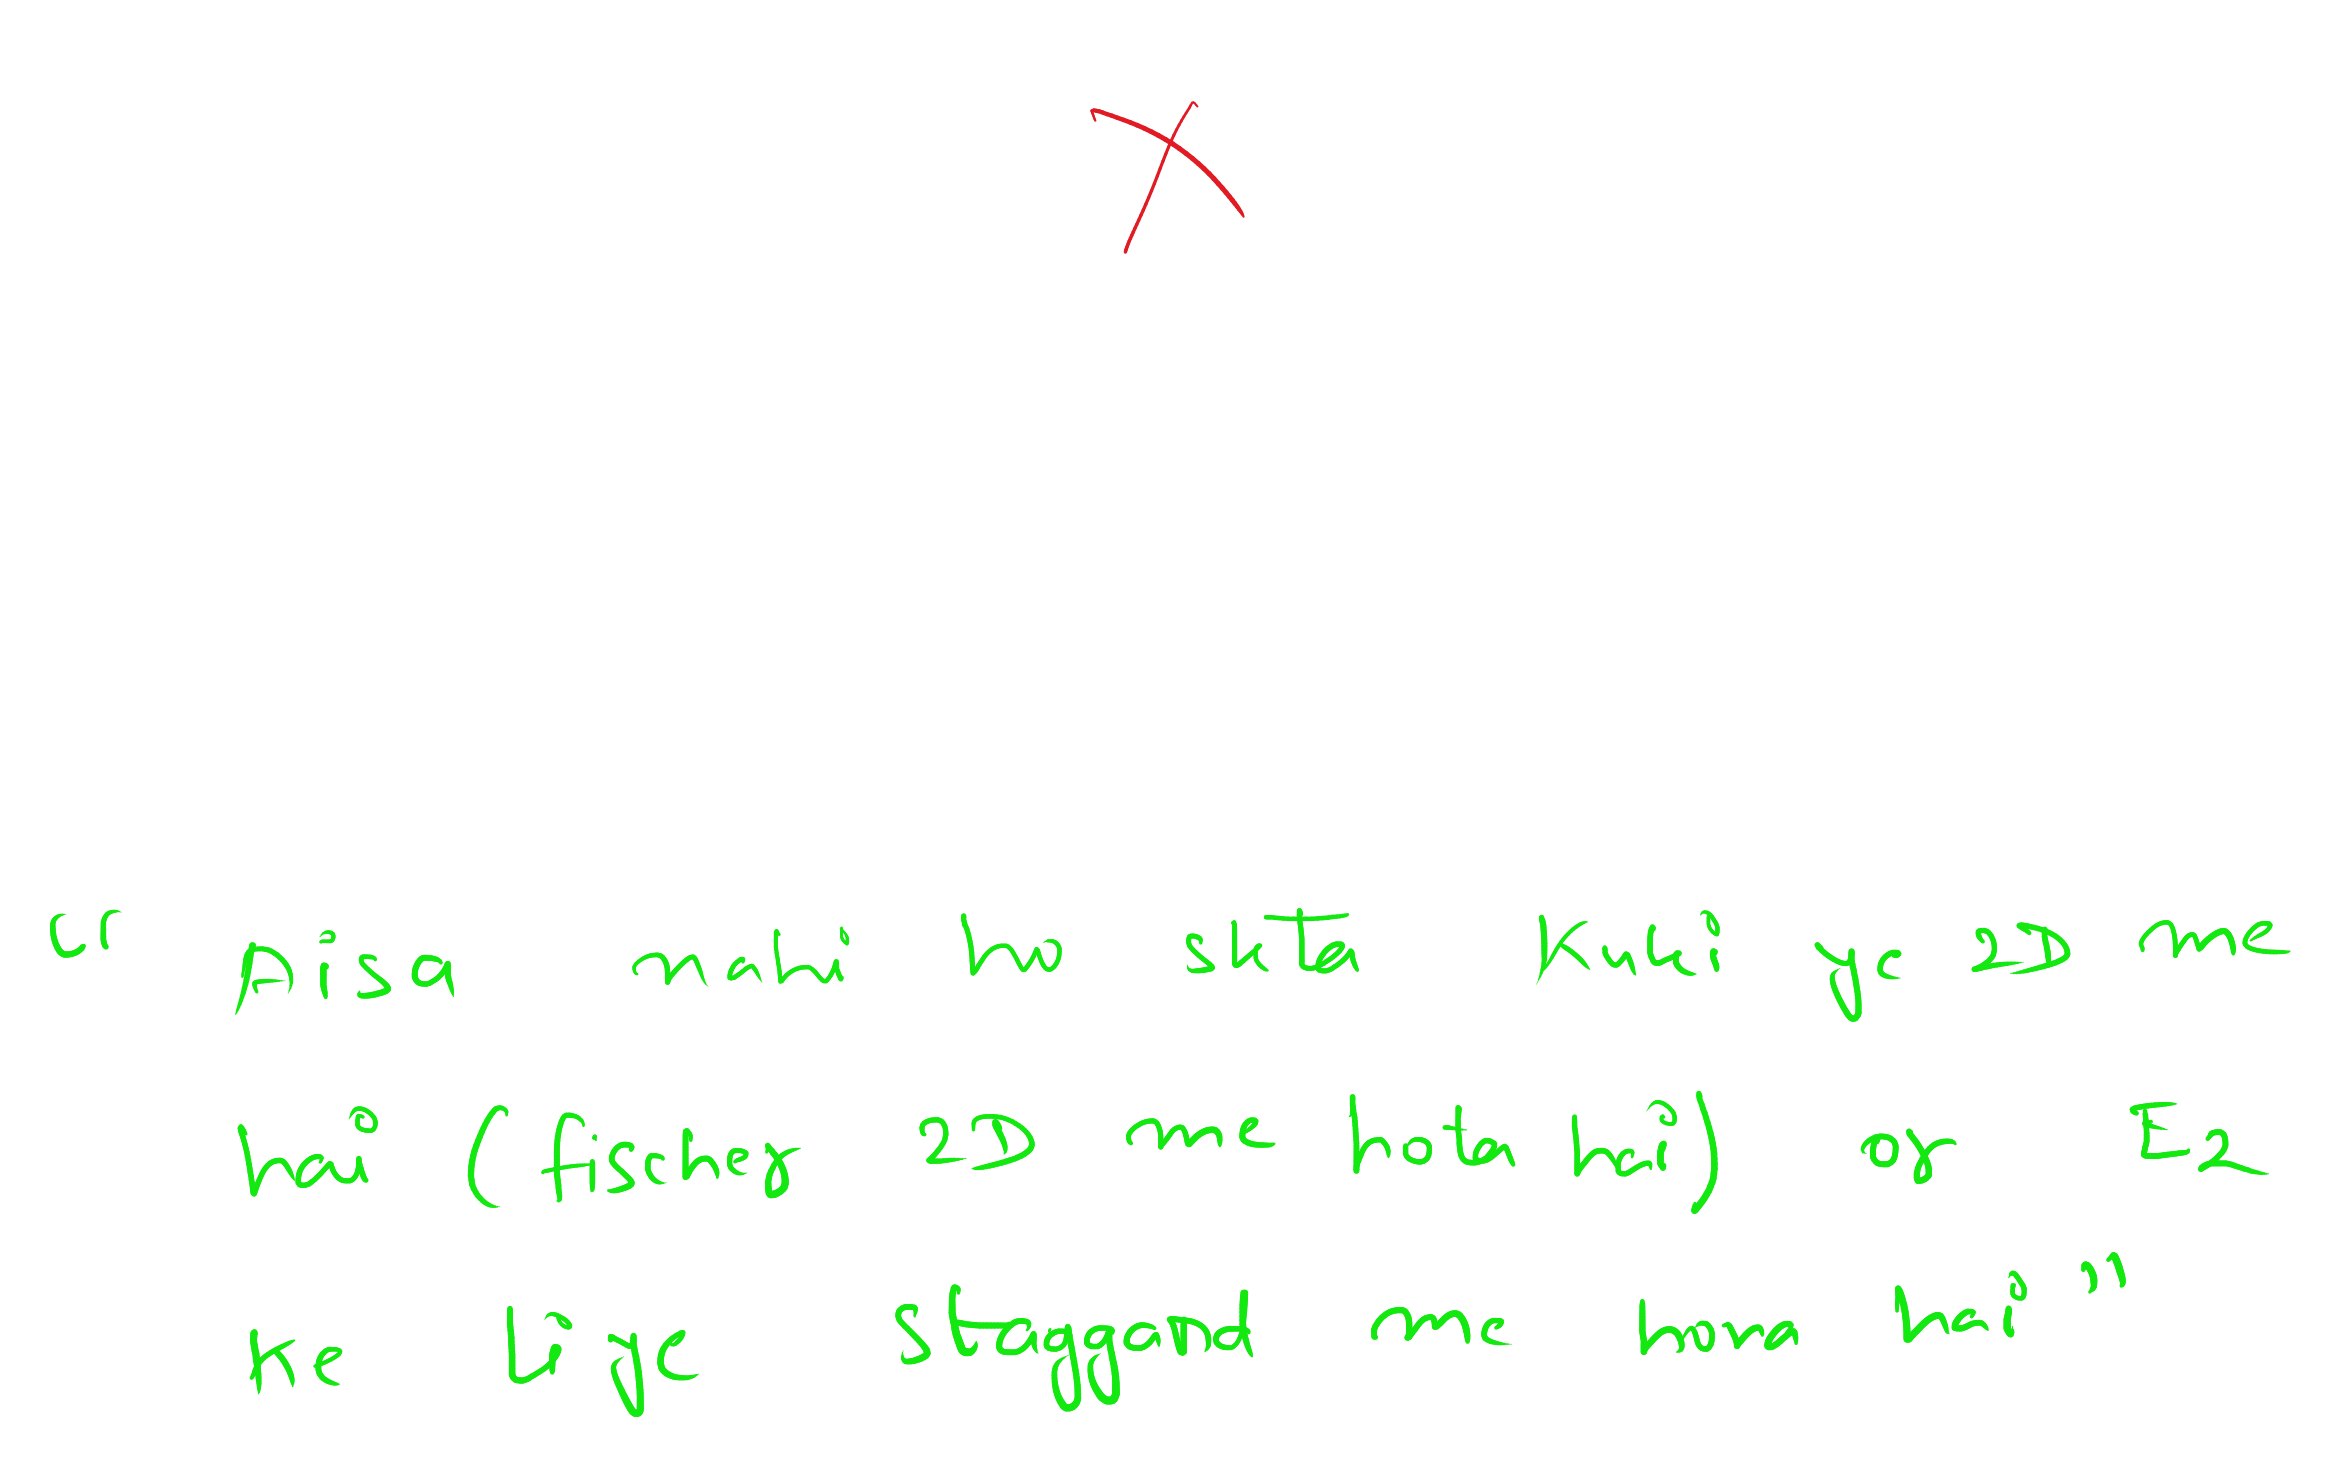 "Aisa nahi ho skta Kuki ye 2D me
hai (fischer 2D me hota hai) or E2
Ke liye staggard me hona hai"